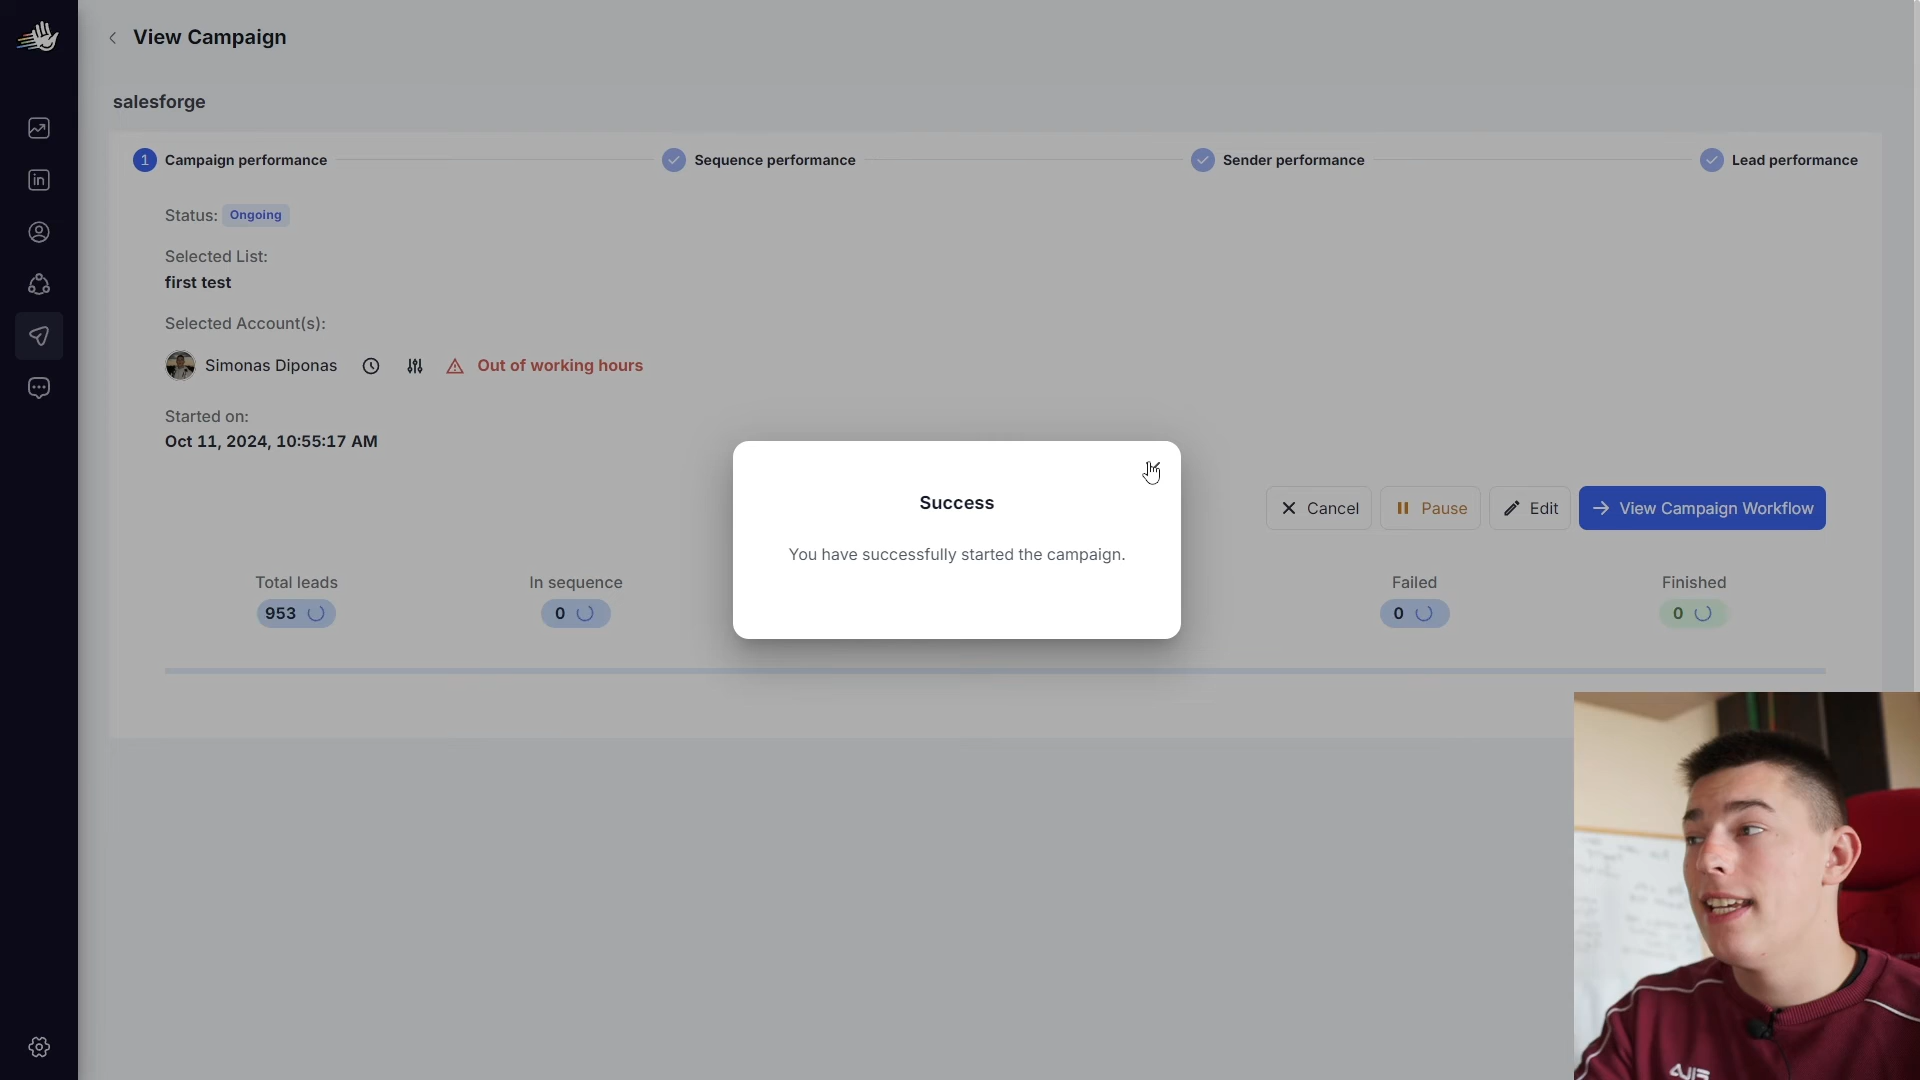 View Campaign
salesforge
1 Campaign performance
Sequence performance
Sender performance
Lead performance
Status: Ongoing
Selected List:
first test
Selected Account(s):
Simonas Diponas
Out of working hours
Started on:
Oct 11, 2024, 10:55:17 AM
Success
You have successfully started the campaign.
Cancel
Pause
Edit
View Campaign Workflow
Total leads
953
In sequence
0
Failed
0
Finished
0
in
FILA